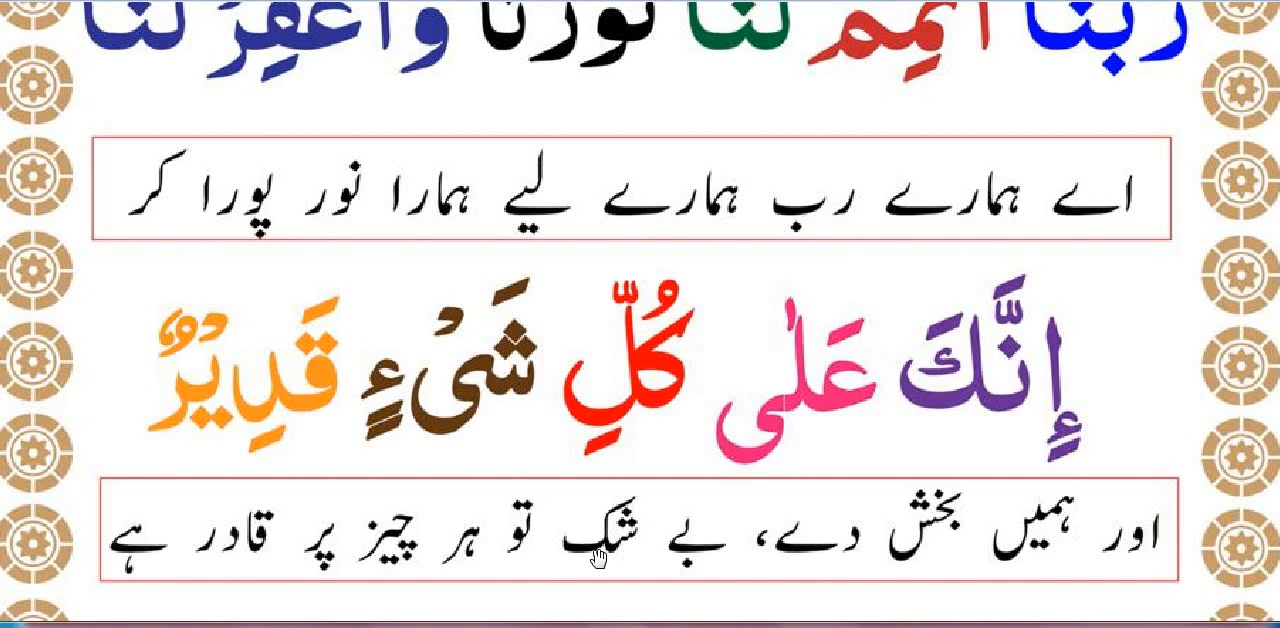 رَبَّنَا أَتْمِمْ لَنَا نُورَنَا وَاغْفِرْ لَنَا
اے ہمارے رب ہمارے لیے ہمارا نور پورا کر
إِنَّكَ عَلٰى كُلِّ شَىْءٍ قَدِيْرٌ
اور ہمیں بخش دے، بے شک تو ہر چیز پر قادر ہے